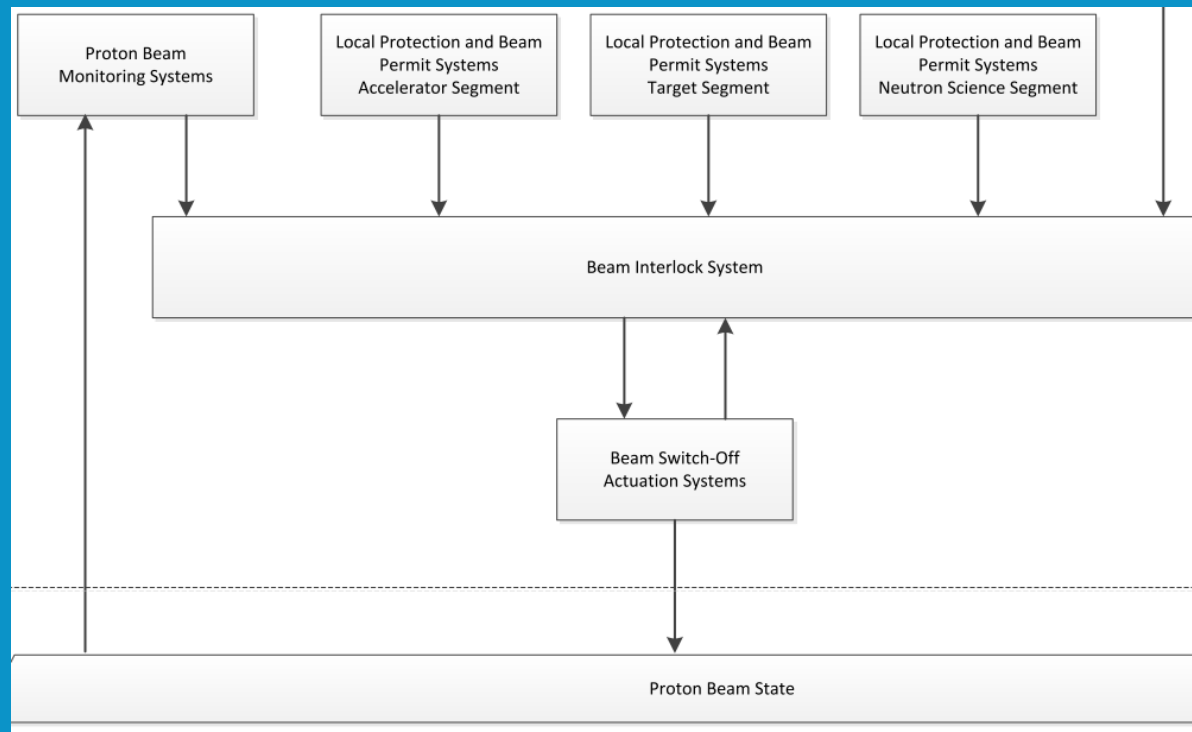 Proton Beam
Monitoring Systems
Local Protection and Beam
Permit Systems
Accelerator Segment
Local Protection and Beam
Permit Systems
Target Segment
Local Protection and Beam
Permit Systems
Neutron Science Segment
Beam Interlock System
Beam Switch-Off
Actuation Systems
Proton Beam State